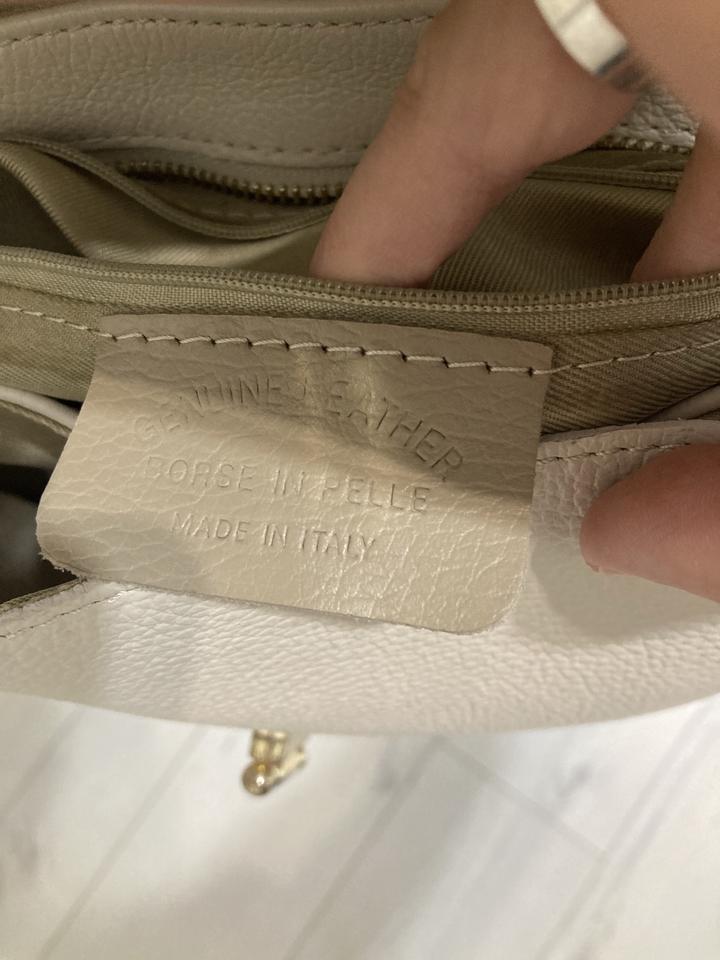 GENUINE LEATHER
BORSE IN PELLE
MADE IN ITALY